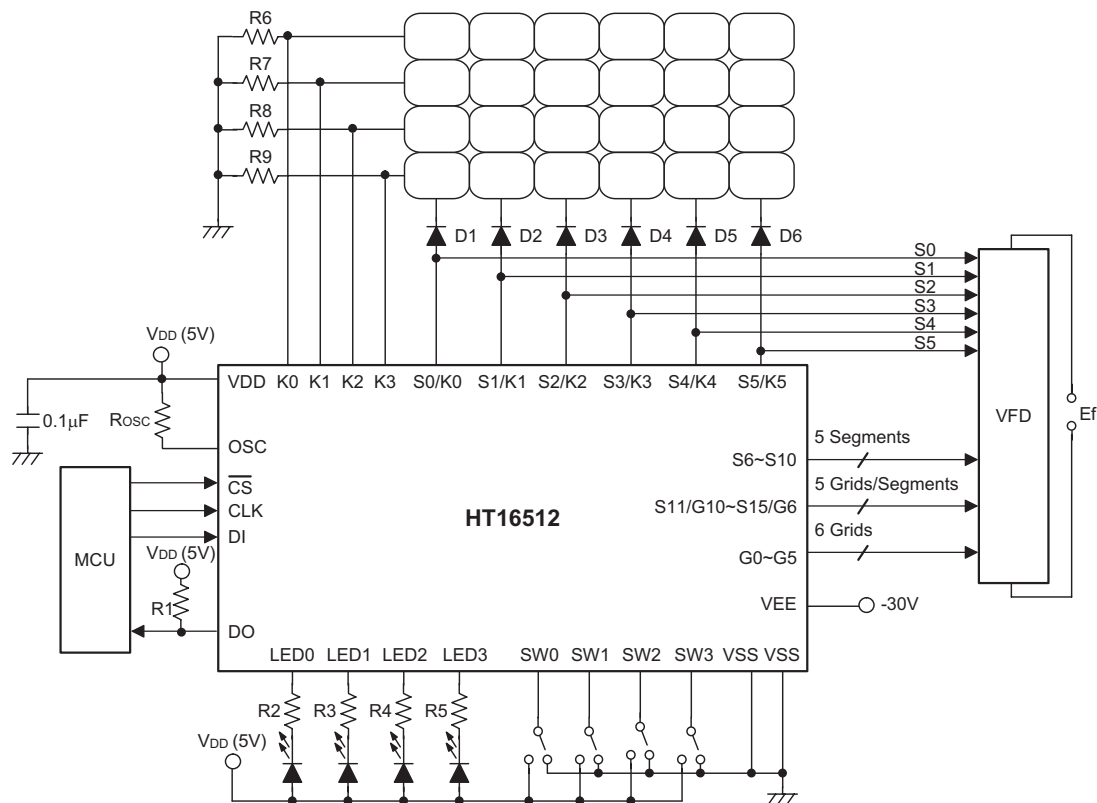 R6
R7
R8
R9
D1 D2 D3 D4 D5 D6
S0
S1
S2
S3
S4
S5
VDD (5V)
VDD K0 K1 K2 K3 S0/K0 S1/K1 S2/K2 S3/K3 S4/K4 S5/K5
0.1μF
ROSC
OSC
VFD
Ef
5 Segments
S6~S10
CS
CLK
DI
5 Grids/Segments
S11/G10~S15/G6
HT16512
6 Grids
G0~G5
MCU
VDD (5V)
R1
DO
VEE
-30V
LED0 LED1 LED2 LED3 SW0 SW1 SW2 SW3 VSS VSS
R2 R3 R4 R5
VDD (5V)